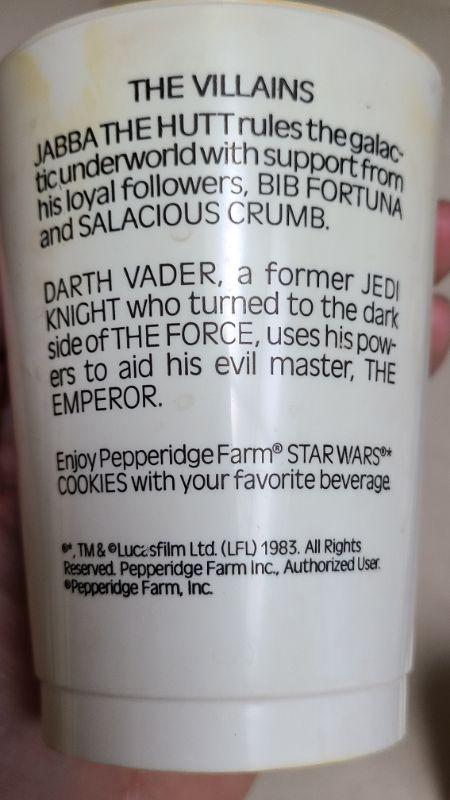 THE VILLAINS
JABBA THE HUTT rules the galac-
tic underworld with support from
his loyal followers, BIB FORTUNA
and SALACIOUS CRUMB.
DARTH VADER, a former JEDI
KNIGHT who turned to the dark
side of THE FORCE, uses his pow-
ers to aid his evil master, THE
EMPEROR.
Enjoy Pepperidge Farm® STAR WARS®*
COOKIES with your favorite beverage
®*, TM & ©Lucasfilm Ltd. (LFL) 1983. All Rights
Reserved. Pepperidge Farm Inc., Authorized User.
©Pepperidge Farm, Inc.